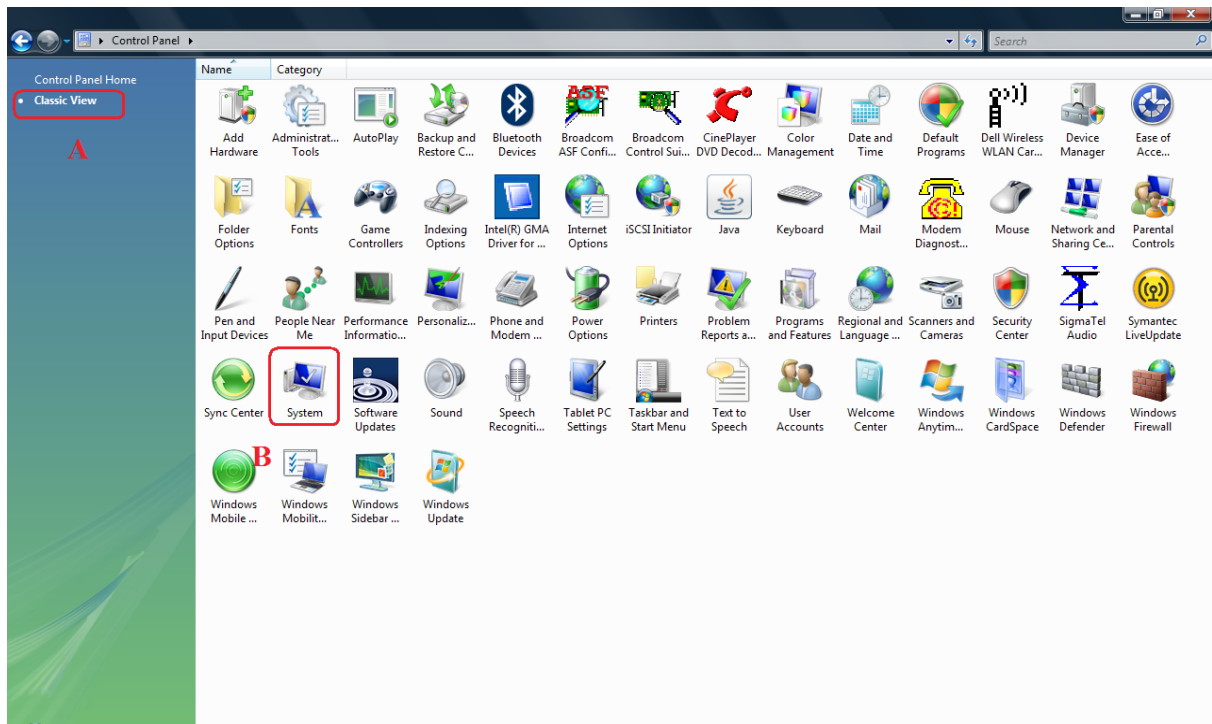 Control Panel
Search
Control Panel Home
Classic View
A
Name Category
Add Hardware
Administrat... Tools
AutoPlay
Backup and Restore C...
Bluetooth Devices
ASF
Broadcom ASF Confi...
Broadcom Control Sui...
CinePlayer DVD Decod...
Color Management
Date and Time
Default Programs
Dell Wireless WLAN Car...
Device Manager
Ease of Acce...
Folder Options
Fonts
Game Controllers
Indexing Options
Intel(R) GMA Driver for ...
Internet Options
iSCSI Initiator
Java
Keyboard
Mail
Modem Diagnost...
Mouse
Network and Sharing Ce...
Parental Controls
Pen and Input Devices
People Near Me
Performance Informatio...
Personaliz...
Phone and Modem ...
Power Options
Printers
Problem Reports a...
Programs and Features
Regional and Language ...
Scanners and Cameras
Security Center
SigmaTel Audio
Symantec LiveUpdate
Sync Center
System
Software Updates
Sound
Speech Recogniti...
Tablet PC Settings
Taskbar and Start Menu
Text to Speech
User Accounts
Welcome Center
Windows Anytim...
Windows CardSpace
Windows Defender
Windows Firewall
B
Windows Mobile ...
Windows Mobilit...
Windows Sidebar ...
Windows Update